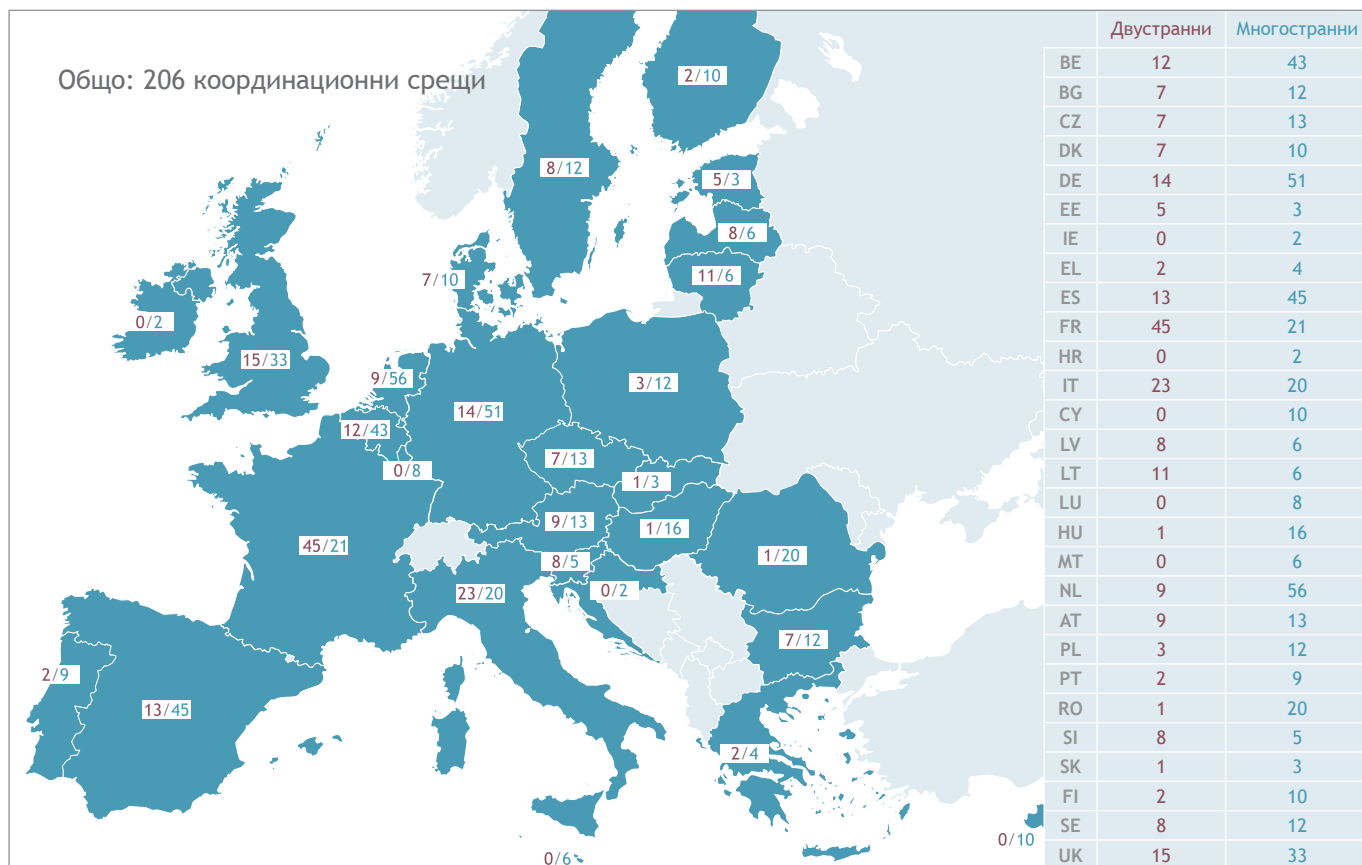 Общо: 206 координационни срещи
2/10
8/12
5/3
8/6
11/6
7/10
0/2
15/33
9/56
3/12
14/51
12/43
0/8
7/13
1/3
9/13
1/16
45/21
8/5
1/20
23/20
0/2
7/12
2/9
13/45
2/4
0/10
0/6
Двустранни Многостранни
BE 12 43
BG 7 12
CZ 7 13
DK 7 10
DE 14 51
EE 5 3
IE 0 2
EL 2 4
ES 13 45
FR 45 21
HR 0 2
IT 23 20
CY 0 10
LV 8 6
LT 11 6
LU 0 8
HU 1 16
MT 0 6
NL 9 56
AT 9 13
PL 3 12
PT 2 9
RO 1 20
SI 8 5
SK 1 3
FI 2 10
SE 8 12
UK 15 33